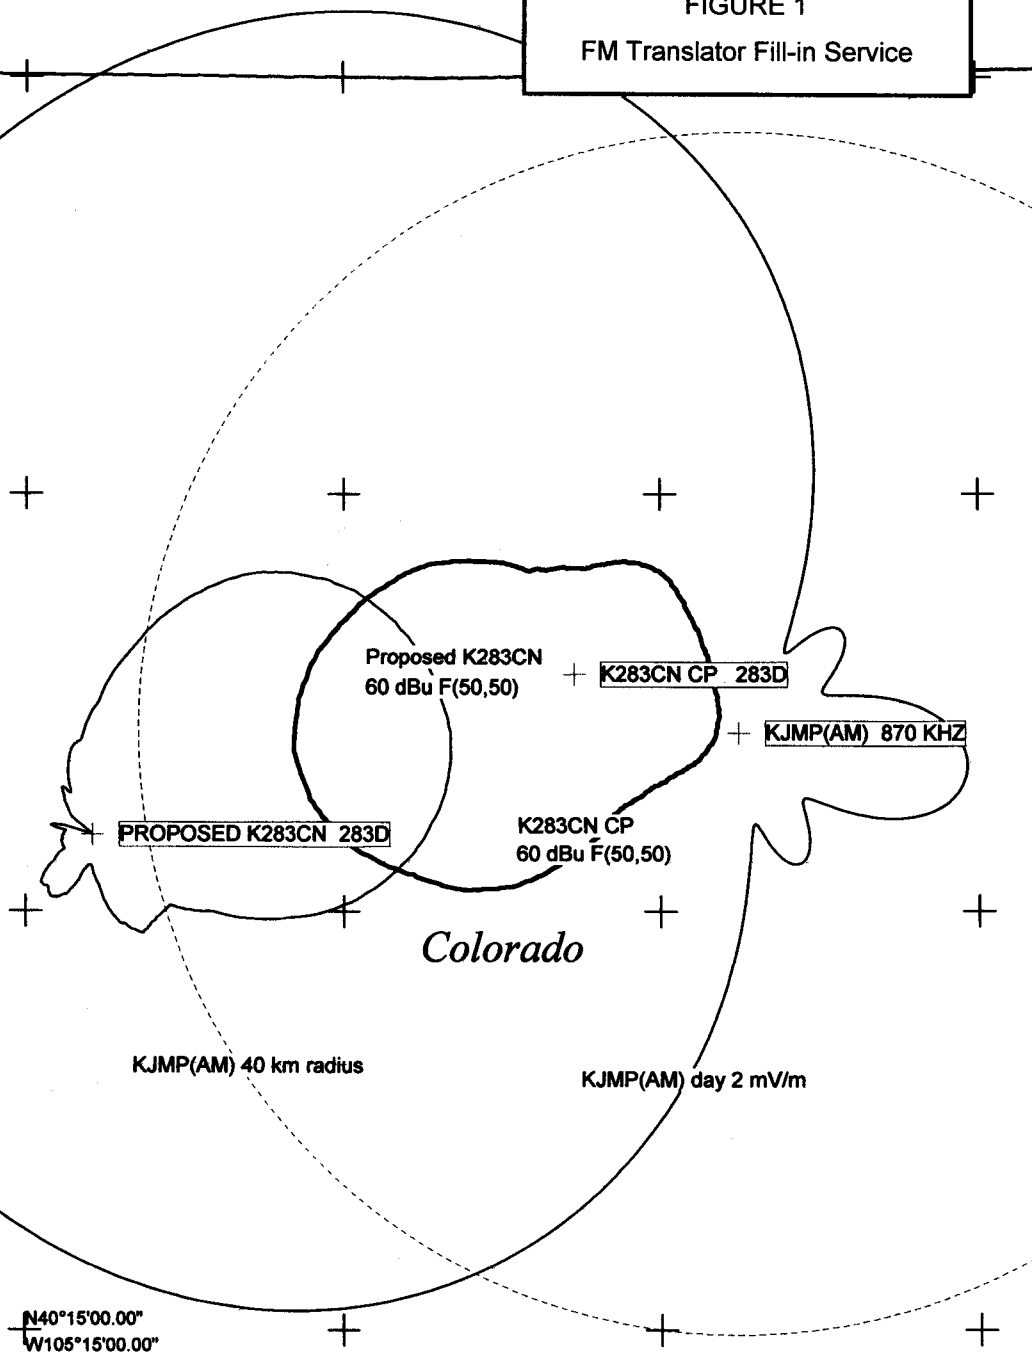 FIGURE 1
FM Translator Fill-in Service
Proposed K283CN
60 dBu F(50,50)
K283CN CP 283D
KJMP(AM) 870 KHZ
PROPOSED K283CN 283D
K283CN CP
60 dBu F(50,50)
Colorado
KJMP(AM) 40 km radius
KJMP(AM) day 2 mV/m
N40°15'00.00"
W105°15'00.00"